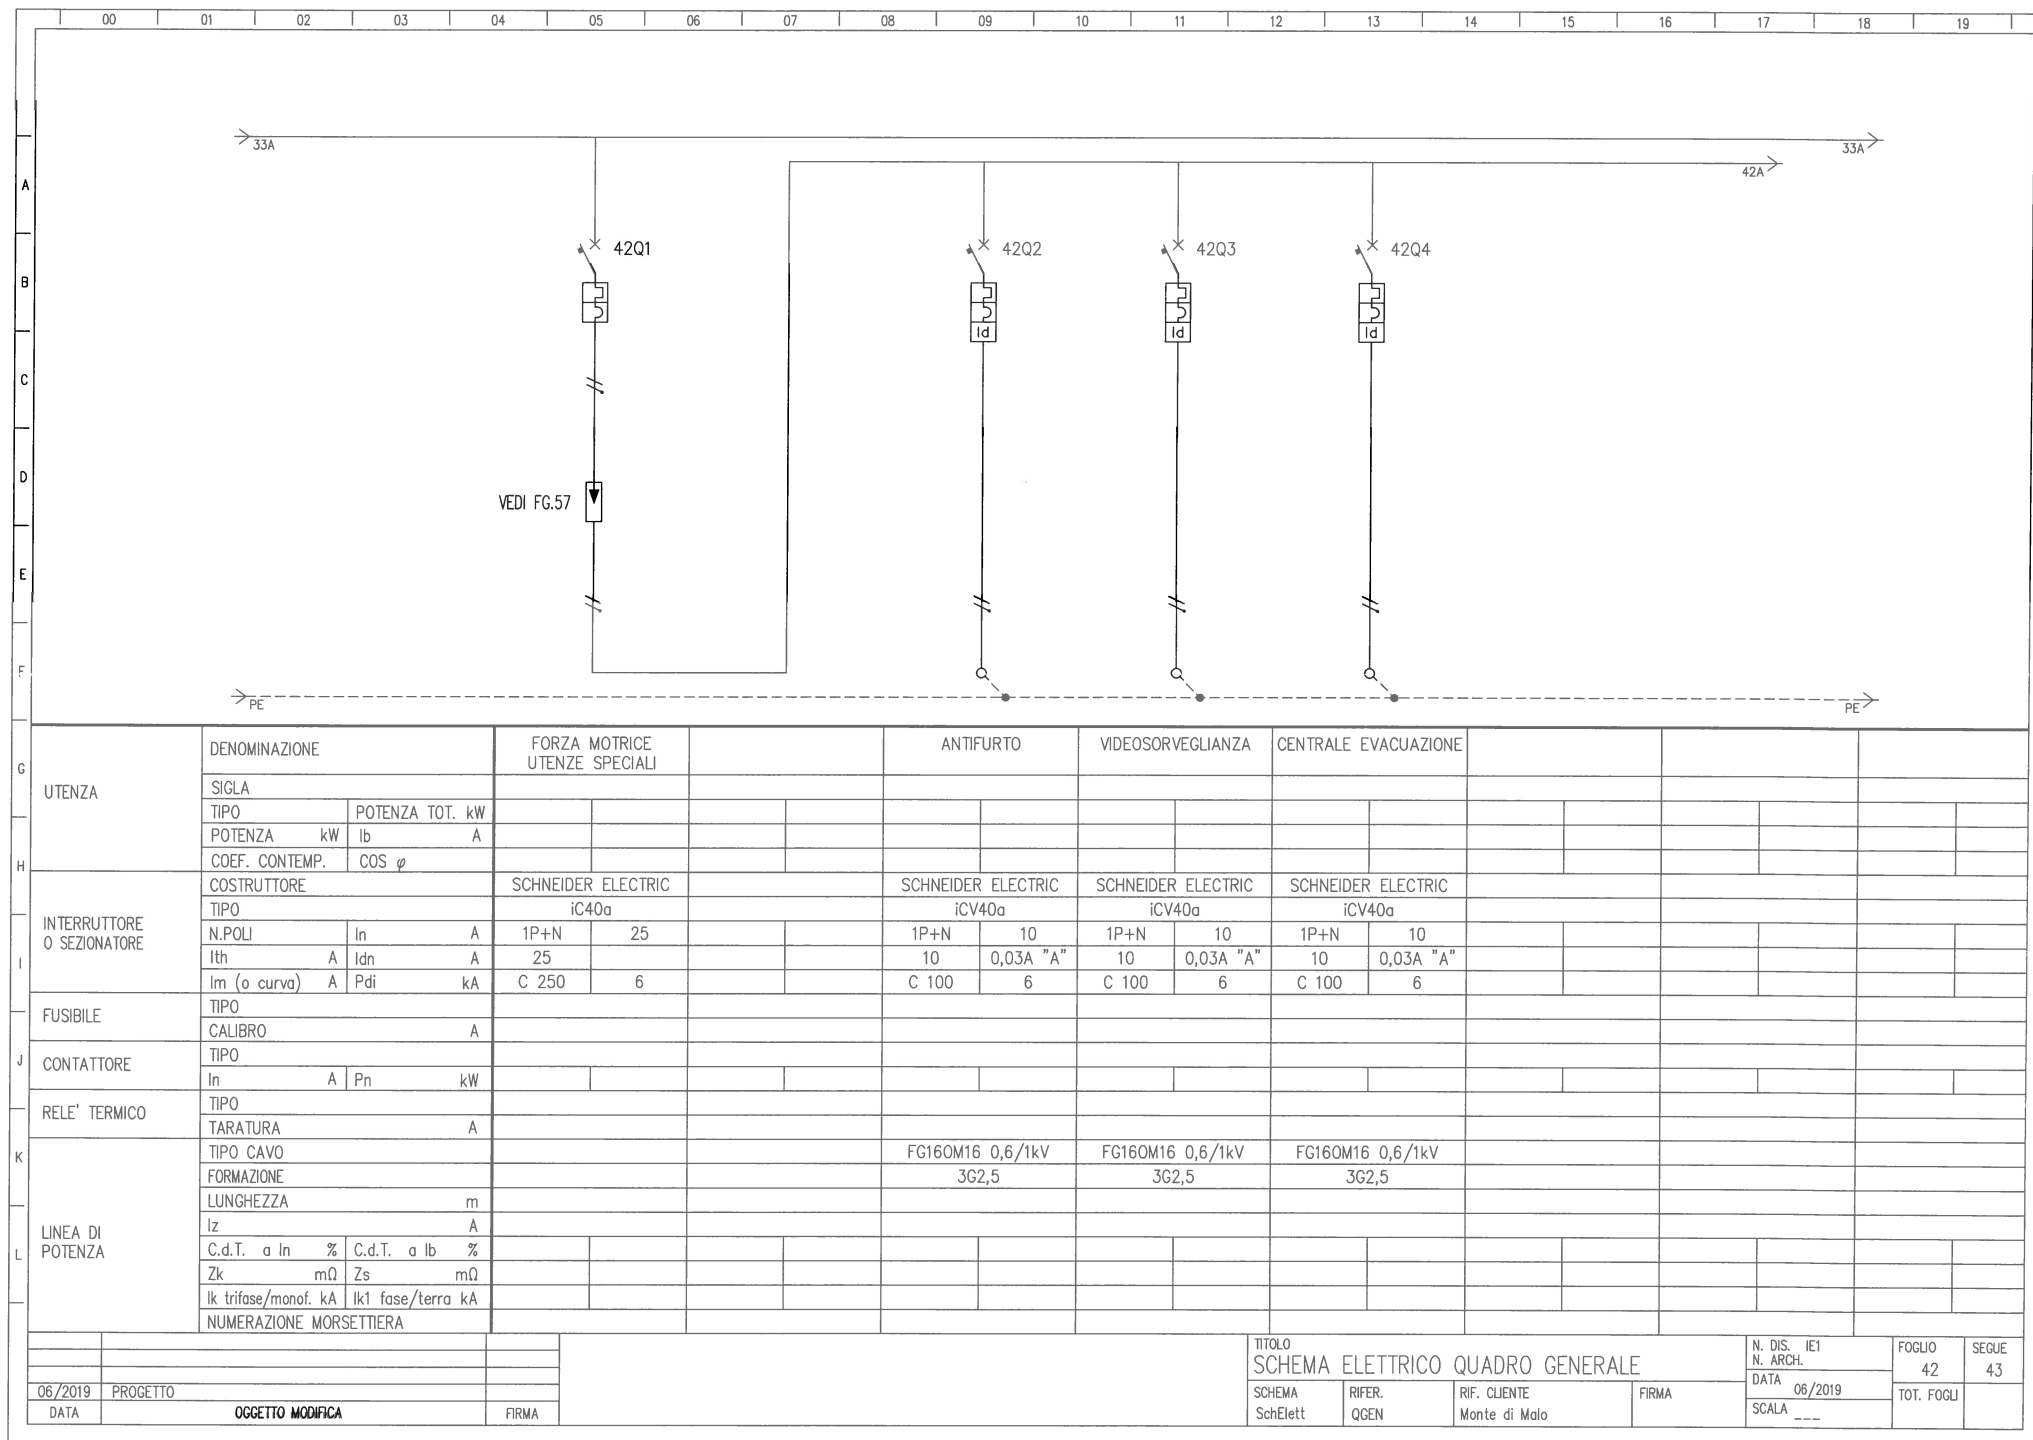 00 01 02 03 04 05 06 07 08 09 10 11 12 13 14 15 16 17 18 19
33A 33A
42A
A
42Q1 42Q2 42Q3 42Q4
B
Id Id Id
C
D
VEDI FG.57
E
F
PE PE
G
UTENZA
DENOMINAZIONE FORZA MOTRICE UTENZE SPECIALI ANTIFURTO VIDEOSORVEGLIANZA CENTRALE EVACUAZIONE
SIGLA
TIPO POTENZA TOT. kW
POTENZA kW Ib A
H
COEF. CONTEMP. COS φ
INTERRUTTORE
O SEZIONATORE
COSTRUTTORE SCHNEIDER ELECTRIC SCHNEIDER ELECTRIC SCHNEIDER ELECTRIC SCHNEIDER ELECTRIC
TIPO iC40a iCV40a iCV40a iCV40a
N.POLI In A 1P+N 25 1P+N 10 1P+N 10 1P+N 10
I
Ith A Idn A 25 10 0,03A "A" 10 0,03A "A" 10 0,03A "A"
Im (o curva) A Pdi kA C 250 6 C 100 6 C 100 6 C 100 6
FUSIBILE
TIPO
CALIBRO A
J
CONTATTORE
TIPO
In A Pn kW
RELE' TERMICO
TIPO
TARATURA A
K
LINEA DI
POTENZA
TIPO CAVO FG16OM16 0,6/1kV FG16OM16 0,6/1kV FG16OM16 0,6/1kV
FORMAZIONE 3G2,5 3G2,5 3G2,5
LUNGHEZZA m
Iz A
L
C.d.T. a In % C.d.T. a Ib %
Zk mΩ Zs mΩ
Ik trifase/monof. kA Ik1 fase/terra kA
NUMERAZIONE MORSETTIERA
06/2019 PROGETTO
DATA OGGETTO MODIFICA FIRMA
TITOLO
SCHEMA ELETTRICO QUADRO GENERALE
SCHEMA RIFER. RIF. CLIENTE FIRMA
SchElett QGEN Monte di Malo
N. DIS. IE1
N. ARCH.
DATA
06/2019
SCALA ---
FOGLIO SEGUE
42 43
TOT. FOGLI